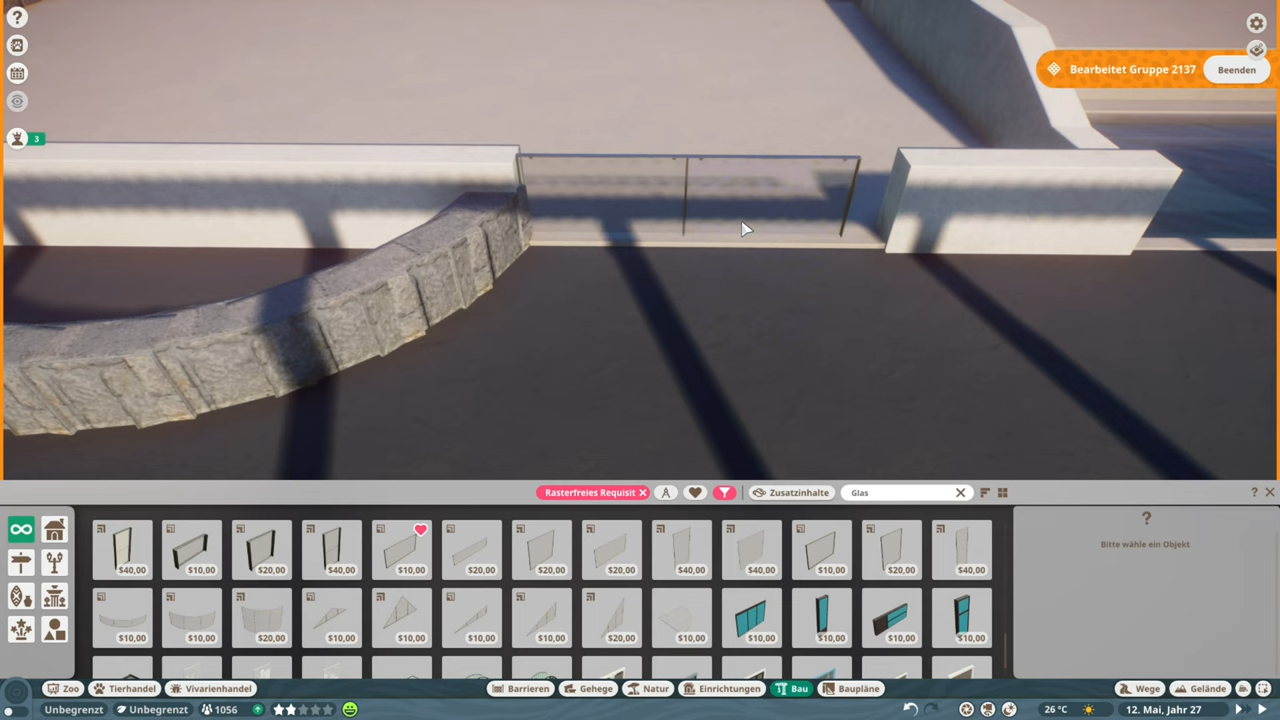 Bearbeitet Gruppe 2137
Beenden
3
Rasterfreies Requisit
Zusatzinhalte
Glas
Bitte wähle ein Objekt
$40,00 $10,00 $20,00 $40,00 $10,00 $20,00 $20,00 $20,00 $40,00 $20,00 $10,00 $20,00 $40,00
$10,00 $10,00 $20,00 $10,00 $10,00 $10,00 $10,00 $20,00 $10,00 $10,00 $10,00 $10,00 $10,00
Zoo Tierhandel Vivarienhandel Barrieren Gehege Natur Einrichtungen Bau Baupläne Wege Gelände
Unbegrenzt Unbegrenzt 1056 26 °C 12. Mai, Jahr 27